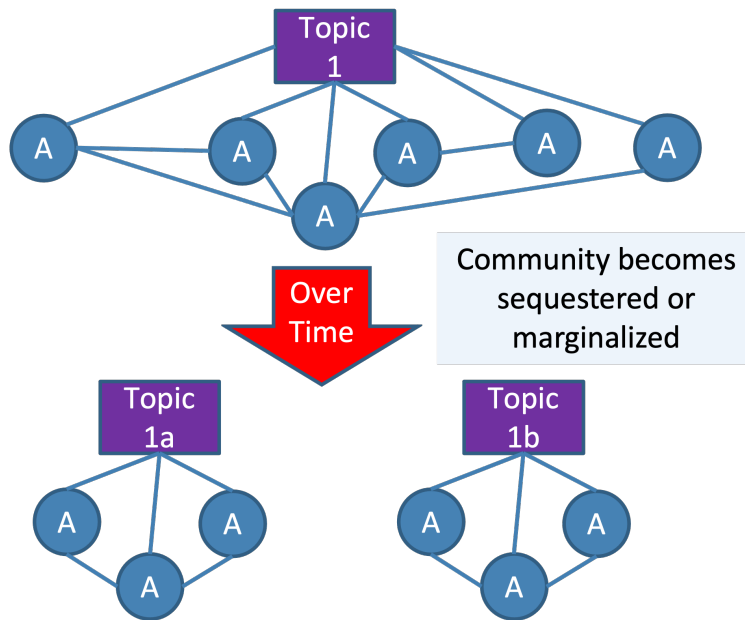 Topic
1
A
A
A
A
A
A
Over
Time
Community becomes
sequestered or
marginalized
Topic
1a
A
A
A
Topic
1b
A
A
A